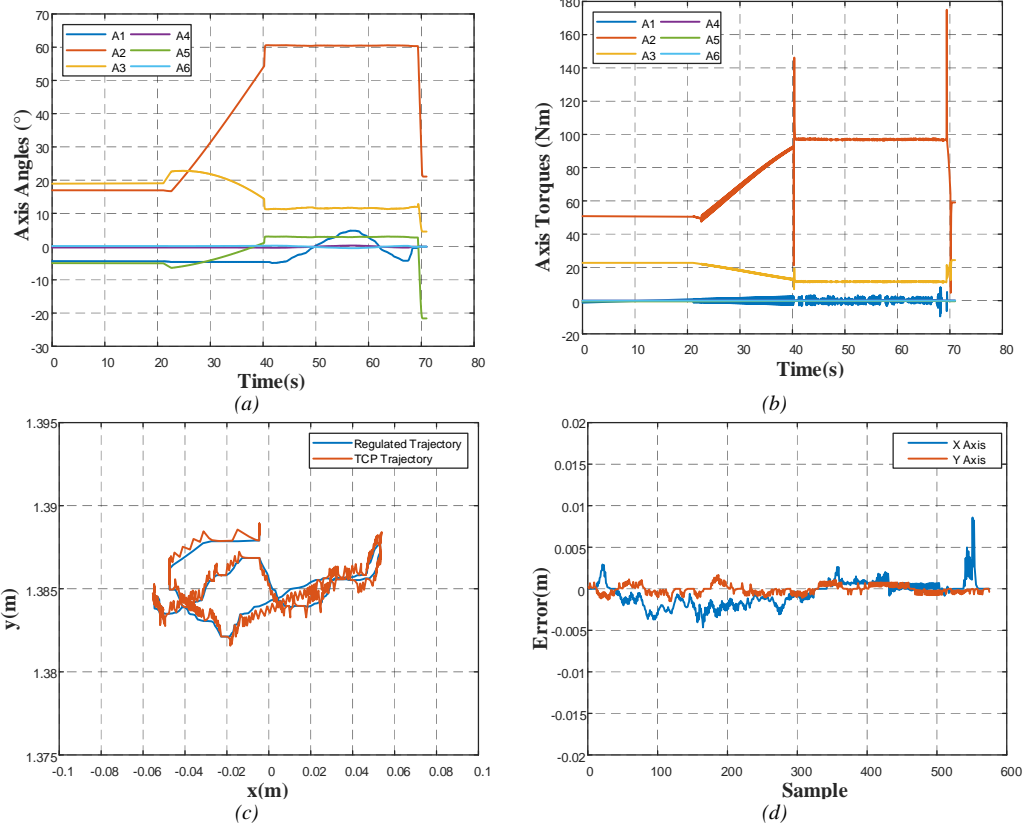 70
60
50
40
30
20
10
0
-10
-20
-30
Axis Angles (°)
A1 A4
A2 A5
A3 A6
0 10 20 30 40 50 60 70 80
Time(s)
(a)
180
160
140
120
100
80
60
40
20
0
-20
Axis Torques (Nm)
A1 A4
A2 A5
A3 A6
0 10 20 30 40 50 60 70 80
Time(s)
(b)
1.395
1.39
1.385
1.38
1.375
y(m)
Regulated Trajectory
TCP Trajectory
-0.1 -0.08 -0.06 -0.04 -0.02 0 0.02 0.04 0.06 0.08 0.1
x(m)
(c)
0.02
0.015
0.01
0.005
0
-0.005
-0.01
-0.015
-0.02
Error(m)
X Axis
Y Axis
0 100 200 300 400 500 600
Sample
(d)